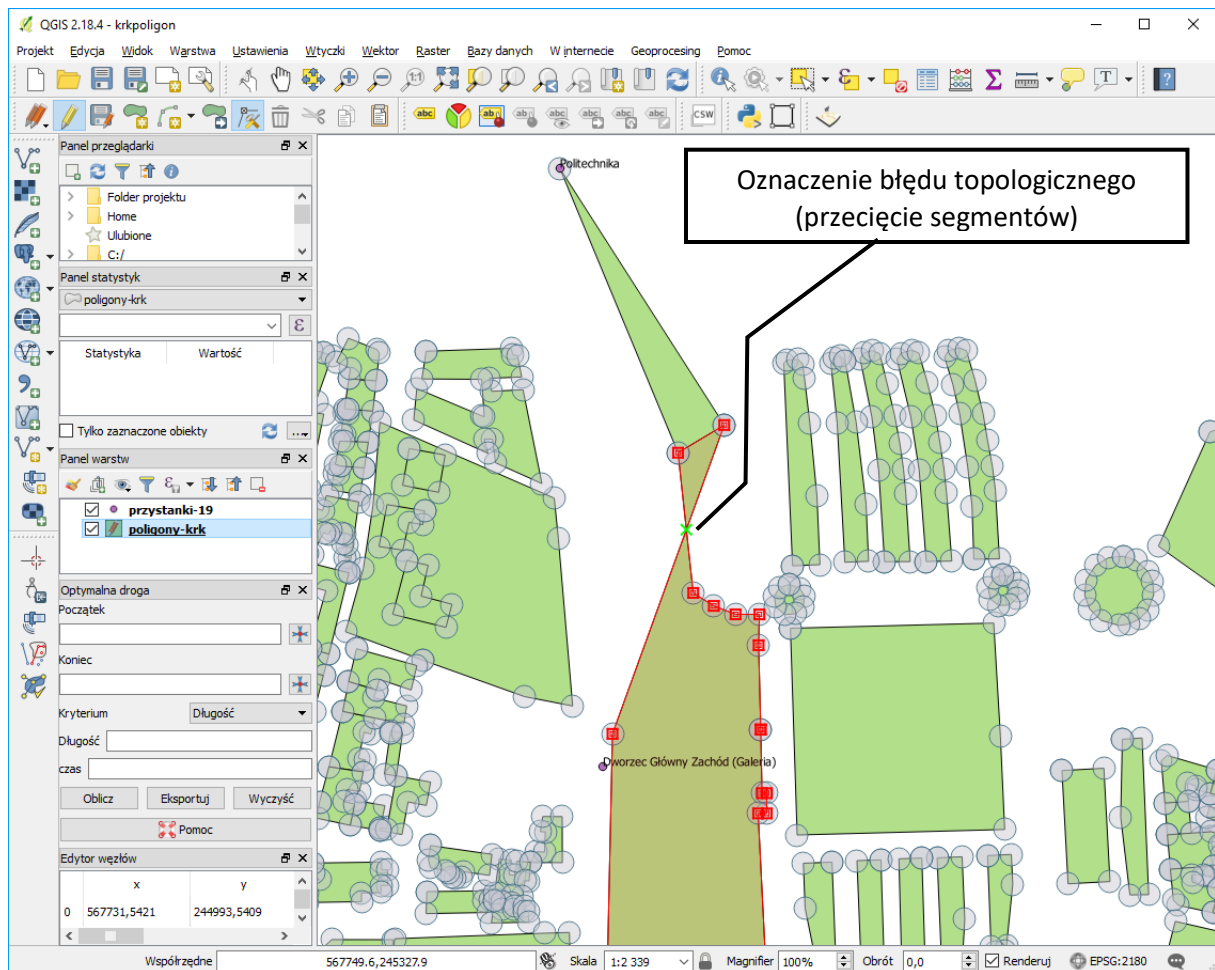 QGIS 2.18.4 - krkpoligon
Projekt Edycja Widok Warstwa Ustawienia Wtyczki Wektor Raster Bazy danych W internecie Geoprocesing Pomoc
abc
CSW
Panel przeglądarki
Folder projektu
Home
Ulubione
C:/
Panel statystyk
poligony-krk
ε
Statystyka Wartość
Tylko zaznaczone obiekty
...
Panel warstw
przystanki-19
poligony-krk
Optymalna droga
Początek
Koniec
Kryterium Długość
Długość
czas
Oblicz Eksportuj Wyczyść
Pomoc
Edytor węzłów
x y
0 567731,5421 244993,5409
Politechnika
Oznaczenie błędu topologicznego
(przecięcie segmentów)
Dworzec Główny Zachód (Galeria)
Współrzędne 567749.6,245327.9 Skala 1:2 339 Magnifier 100% Obrót 0,0 Renderuj EPSG:2180